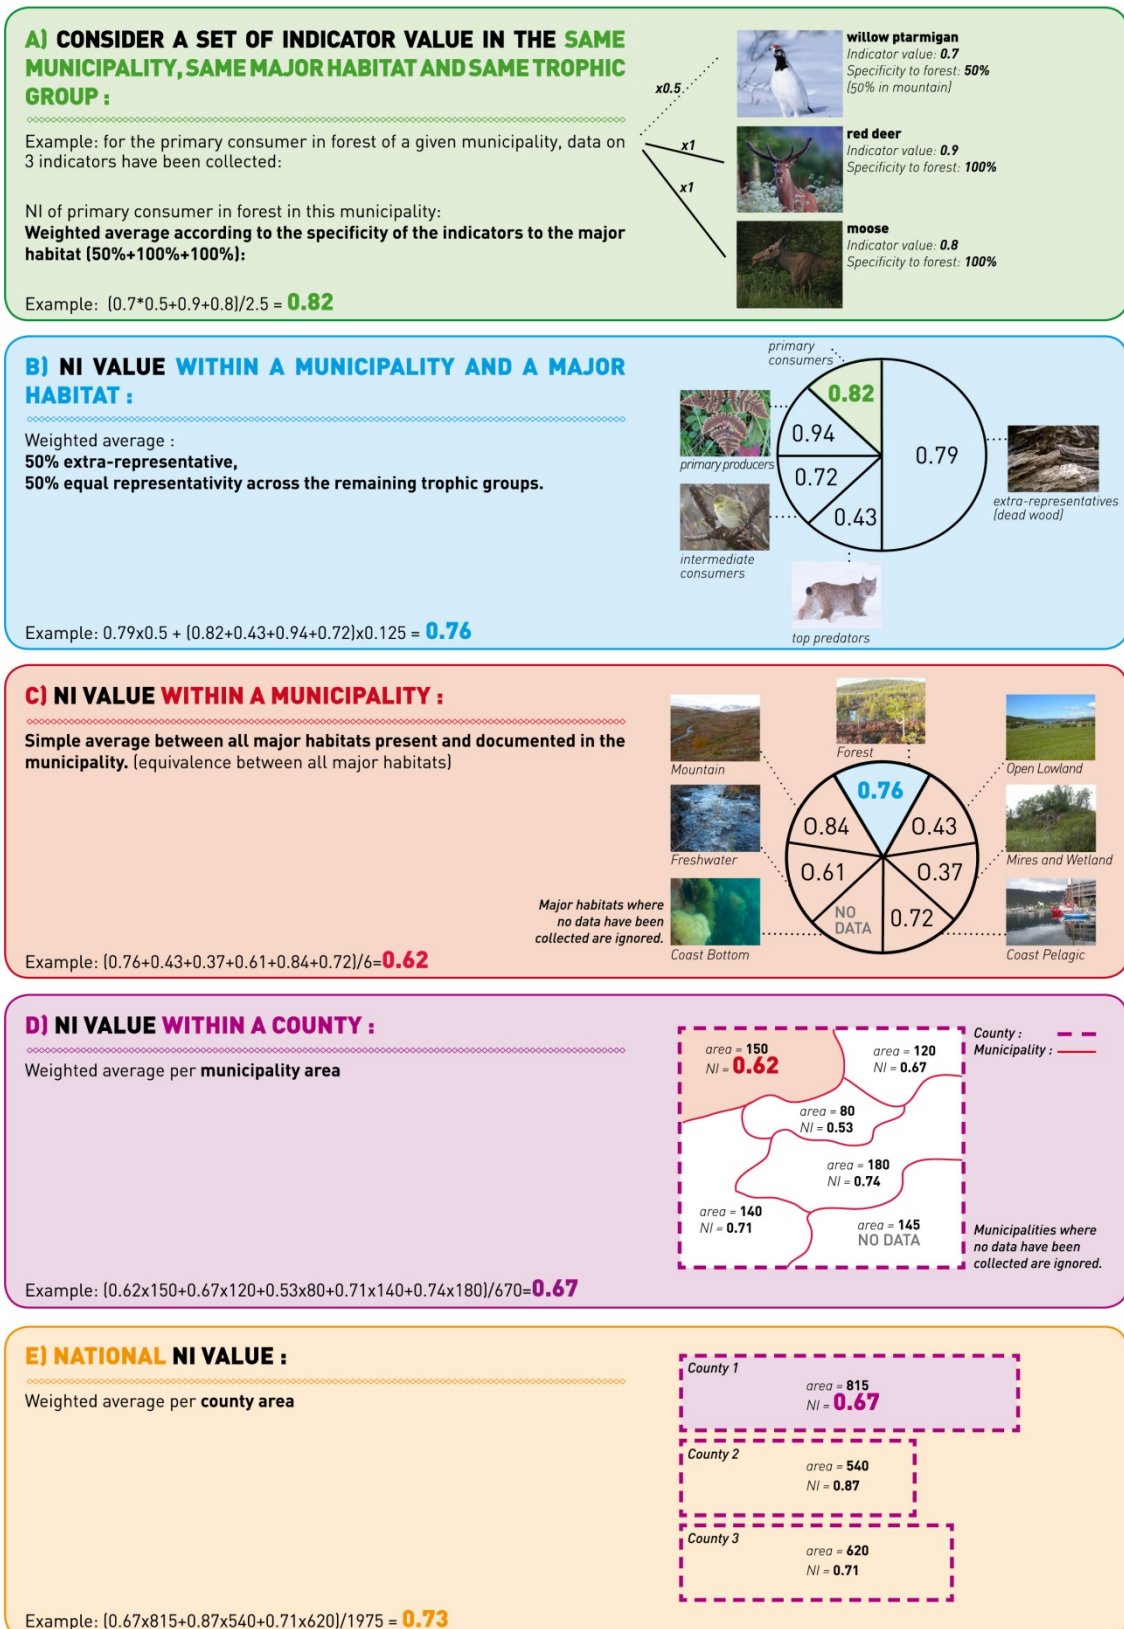 A) CONSIDER A SET OF INDICATOR VALUE IN THE SAME
MUNICIPALITY, SAME MAJOR HABITAT AND SAME TROPHIC
GROUP :
Example: for the primary consumer in forest of a given municipality, data on
3 indicators have been collected:
NI of primary consumer in forest in this municipality:
Weighted average according to the specificity of the indicators to the major
habitat (50%+100%+100%):
Example: (0.7*0.5+0.9+0.8)/2.5 = 0.82
x0.5
x1
x1
willow ptarmigan
Indicator value: 0.7
Specificity to forest: 50%
(50% in mountain)
red deer
Indicator value: 0.9
Specificity to forest: 100%
moose
Indicator value: 0.8
Specificity to forest: 100%
B) NI VALUE WITHIN A MUNICIPALITY AND A MAJOR
HABITAT :
Weighted average :
50% extra-representative,
50% equal representativity across the remaining trophic groups.
Example: 0.79x0.5 + (0.82+0.43+0.94+0.72)x0.125 = 0.76
primary
consumers
0.82
0.94
0.79
primary producers
0.72
extra-representatives
(dead wood)
0.43
intermediate
consumers
top predators
C) NI VALUE WITHIN A MUNICIPALITY :
Simple average between all major habitats present and documented in the
municipality. (equivalence between all major habitats)
Major habitats where
no data have been
collected are ignored.
Example: (0.76+0.43+0.37+0.61+0.84+0.72)/6=0.62
Forest
Mountain
Open Lowland
0.76
0.84
0.43
Freshwater
Mires and Wetland
0.61
0.37
NO
DATA
0.72
Coast Bottom
Coast Pelagic
D) NI VALUE WITHIN A COUNTY :
Weighted average per municipality area
Example: (0.62x150+0.67x120+0.53x80+0.71x140+0.74x180)/670=0.67
area = 150
NI = 0.62
area = 120
NI = 0.67
area = 80
NI = 0.53
area = 180
NI = 0.74
area = 140
NI = 0.71
area = 145
NO DATA
County :
Municipality :
Municipalities where
no data have been
collected are ignored.
E) NATIONAL NI VALUE :
Weighted average per county area
Example: (0.67x815+0.87x540+0.71x620)/1975 = 0.73
County 1
area = 815
NI = 0.67
County 2
area = 540
NI = 0.87
County 3
area = 620
NI = 0.71